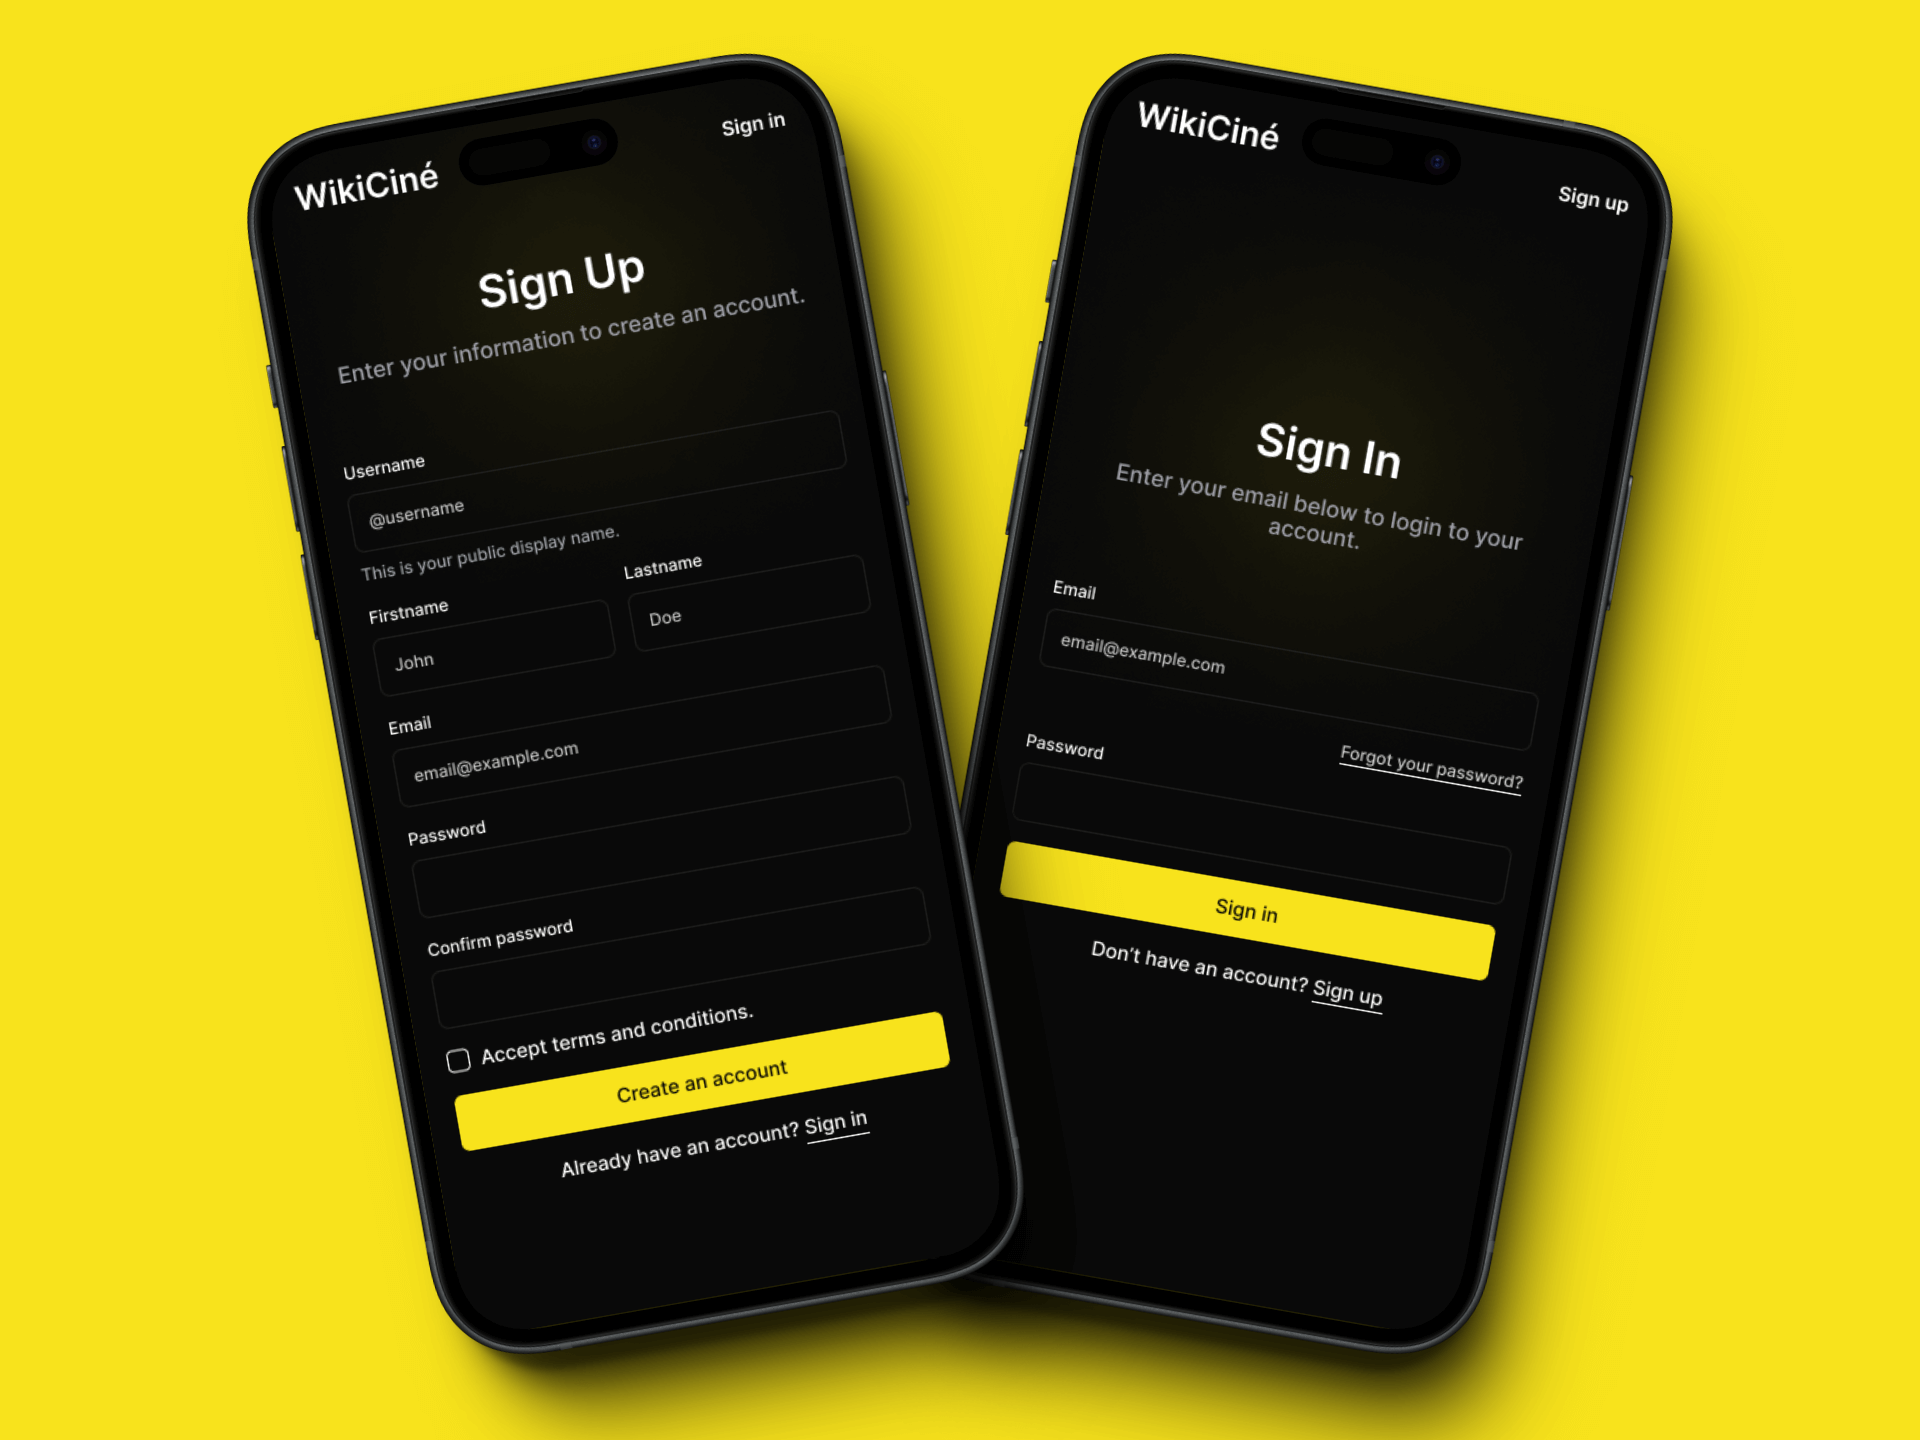 WikiCiné
Sign in
Sign Up
Enter your information to create an account.
Username
@username
This is your public display name.
Firstname
Lastname
John
Doe
Email
email@example.com
Password
Confirm password
Accept terms and conditions.
Create an account
Already have an account? Sign in
WikiCiné
Sign up
Sign In
Enter your email below to login to your
account.
Email
email@example.com
Password
Forgot your password?
Sign in
Don’t have an account? Sign up